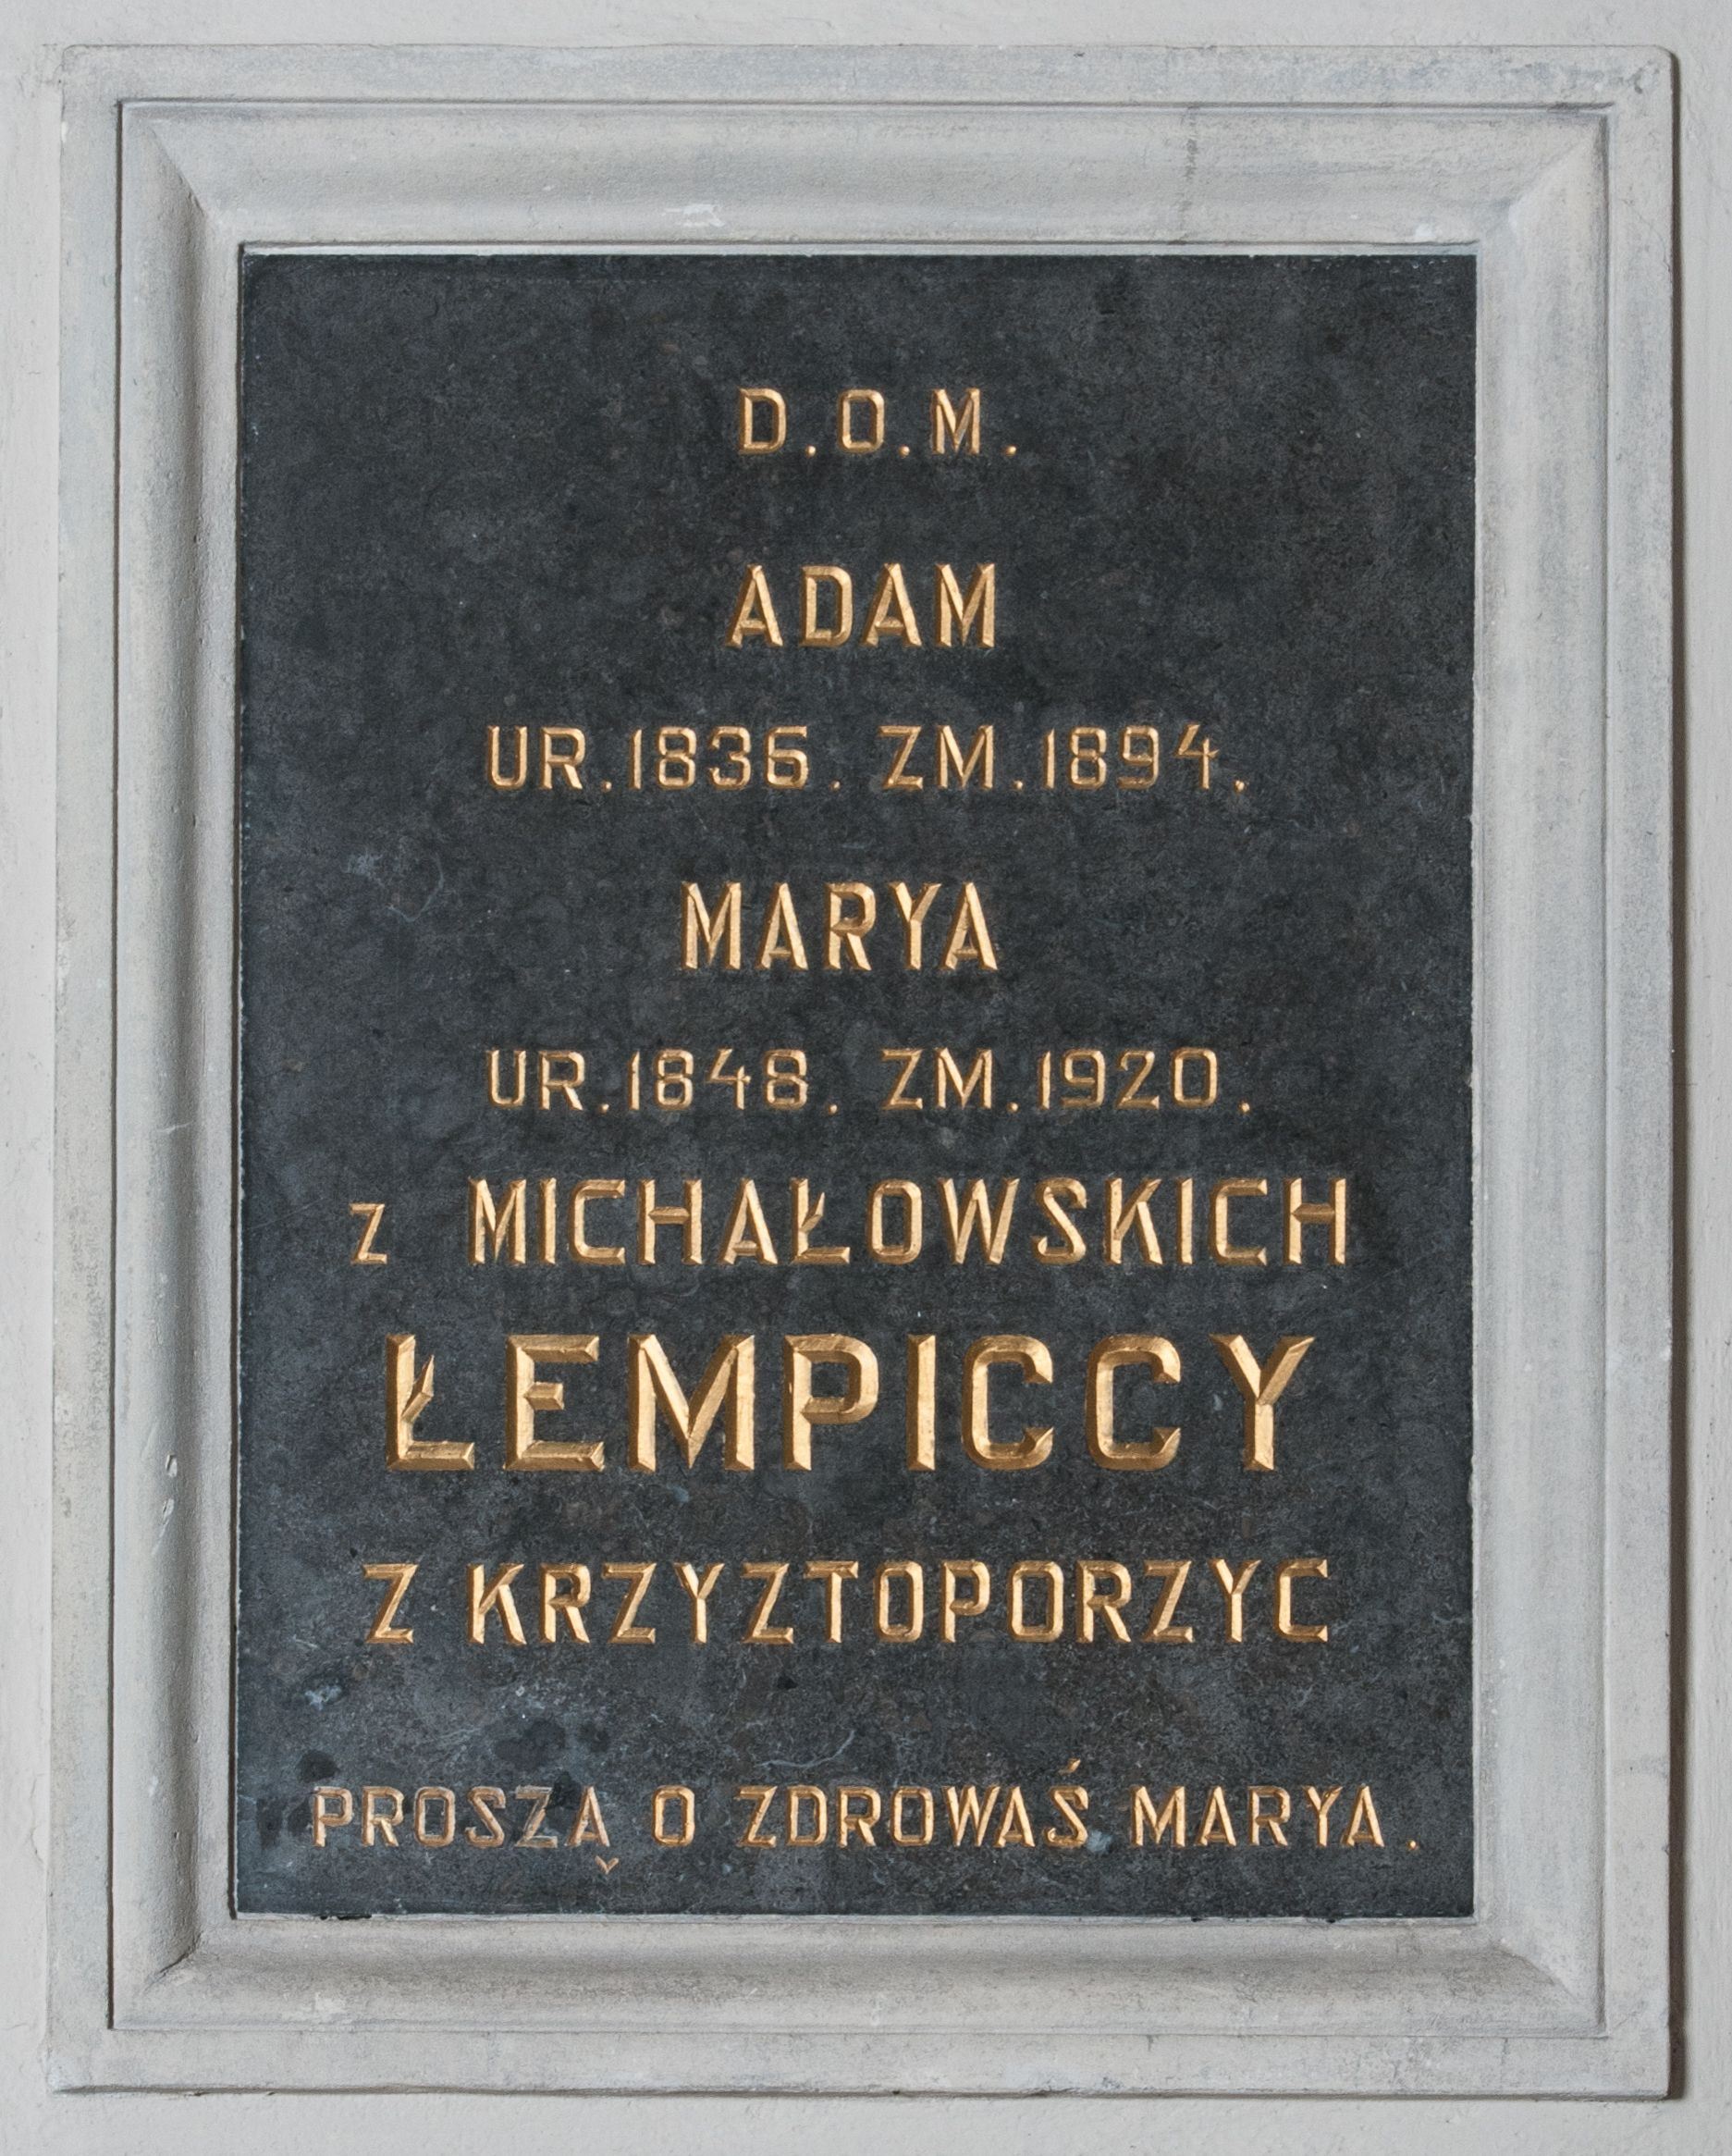 D.O.M.
ADAM
UR.1836. ZM.1894.
MARYA
UR.1848. ZM.1920.
z MICHAŁOWSKICH
ŁEMPICCY
Z KRZYZTOPORZYC
PROSZĄ O ZDROWAŚ MARYA.